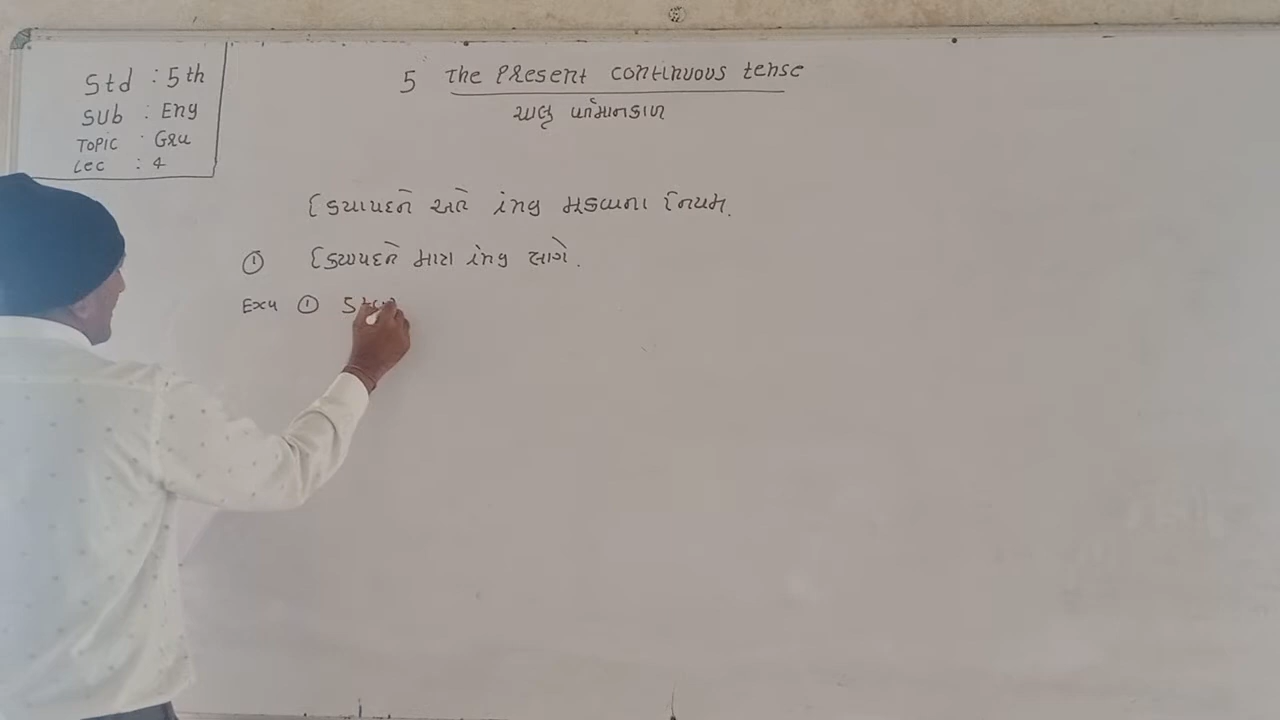 Std : 5th
Sub : Eng
Topic : Gru
Lec : 4
5 The Present continuous tense
ચાલુ વર્તમાનકાળ
ક્રિયાપદને અંતે ing મૂકવાના નિયમ.
① ક્રિયાપદને માત્ર ing લાગે.
Exu ①